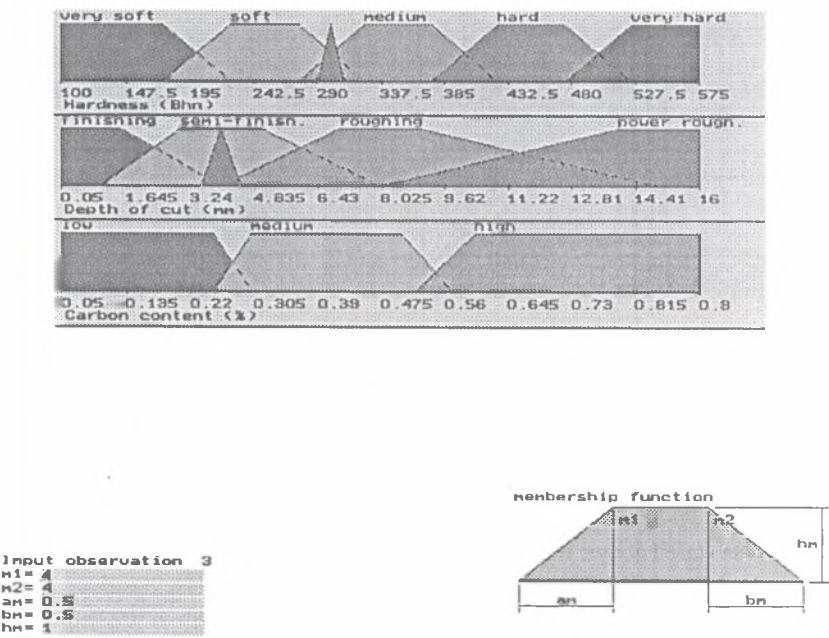 very soft soft medium hard very hard
100 147.5 195 242.5 290 337.5 385 432.5 480 527.5 575
Hardness (Bhn)
finishing semi-finish. roughing power rough.
0.05 1.645 3.24 4.835 6.43 8.025 9.62 11.22 12.81 14.41 16
Depth of cut (mm)
low medium high
0.05 0.135 0.22 0.305 0.39 0.475 0.56 0.645 0.73 0.815 0.9
Carbon content (%)
membership function
m1 m2
hm
am bm
Input observation 3
m1= 4
m2= 4
am= 0.5
bm= 0.5
hm= 1